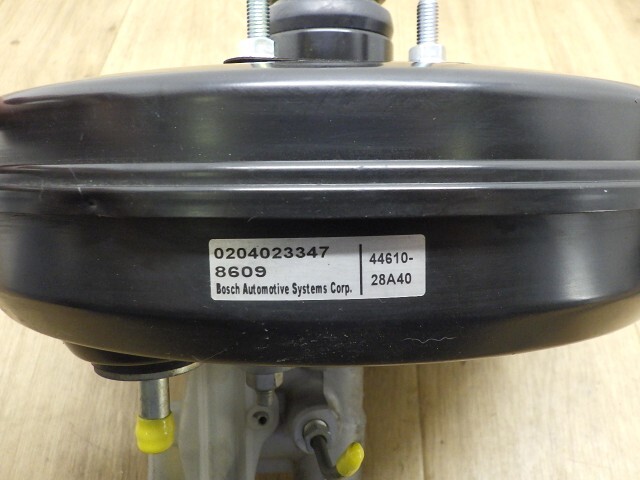 0204023347
8609
Bosch Automotive Systems Corp.
44610-
28A40